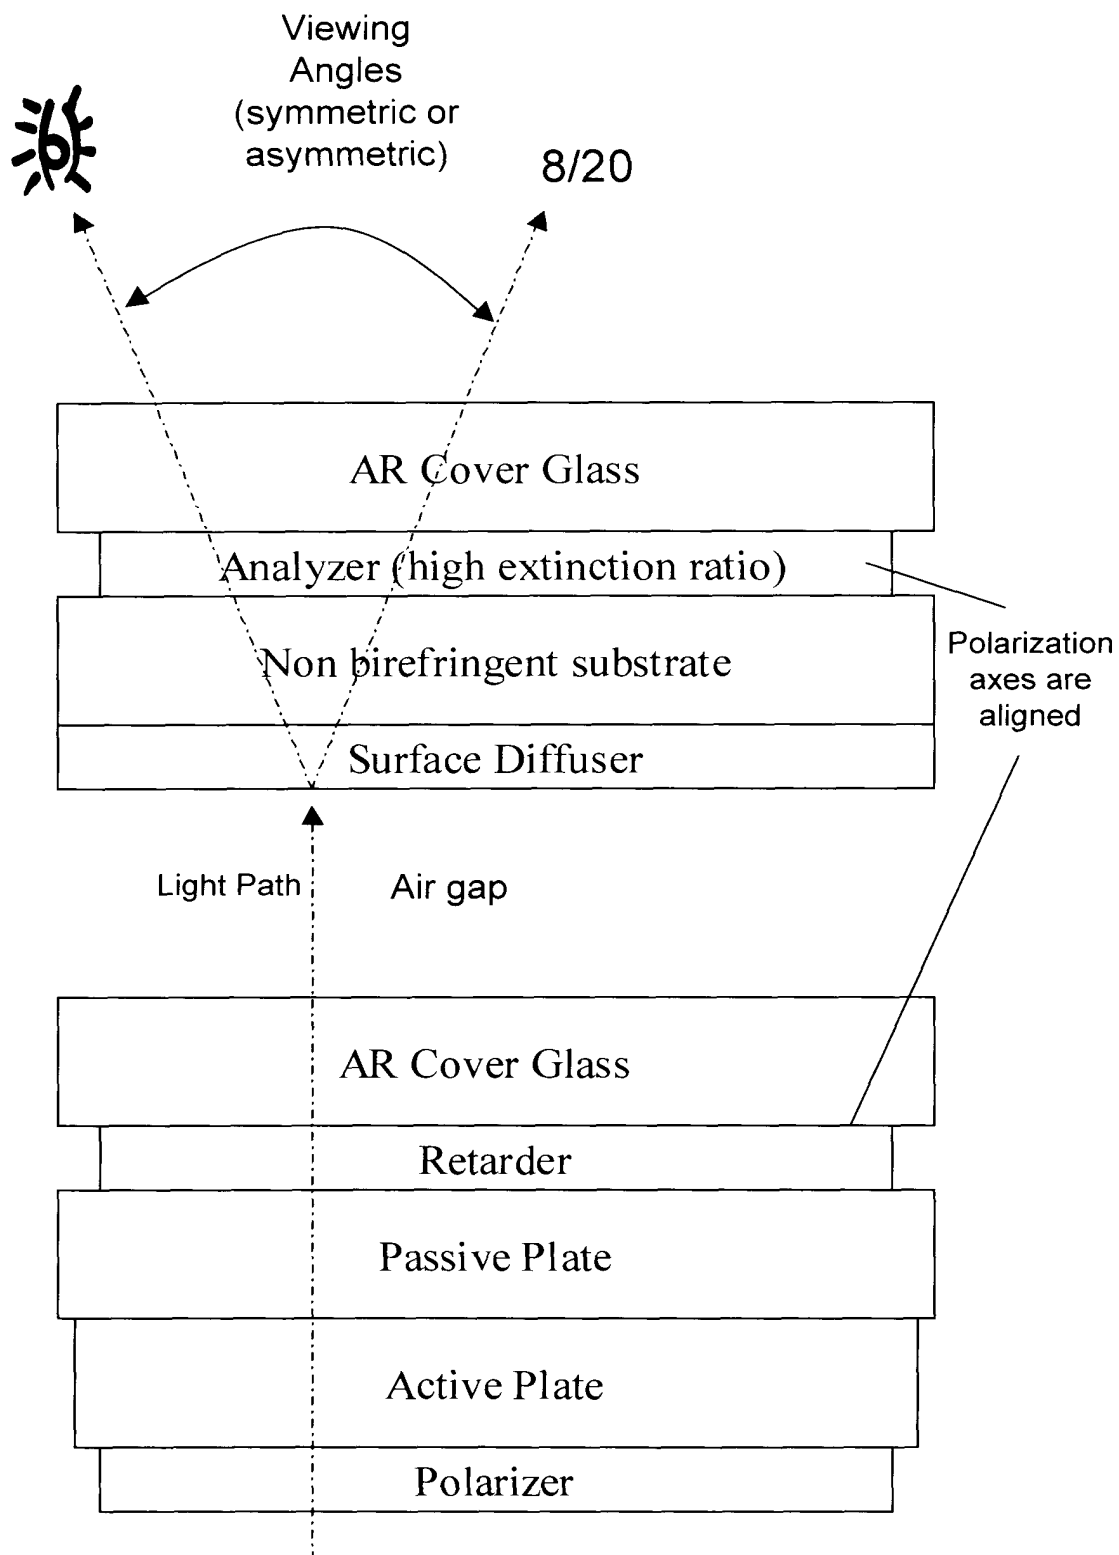 Viewing
Angles
(symmetric or
asymmetric)
8/20
AR Cover Glass
Analyzer (high extinction ratio)
Non birefringent substrate
Polarization
axes are
aligned
Surface Diffuser
Light Path
Air gap
AR Cover Glass
Retarder
Passive Plate
Active Plate
Polarizer